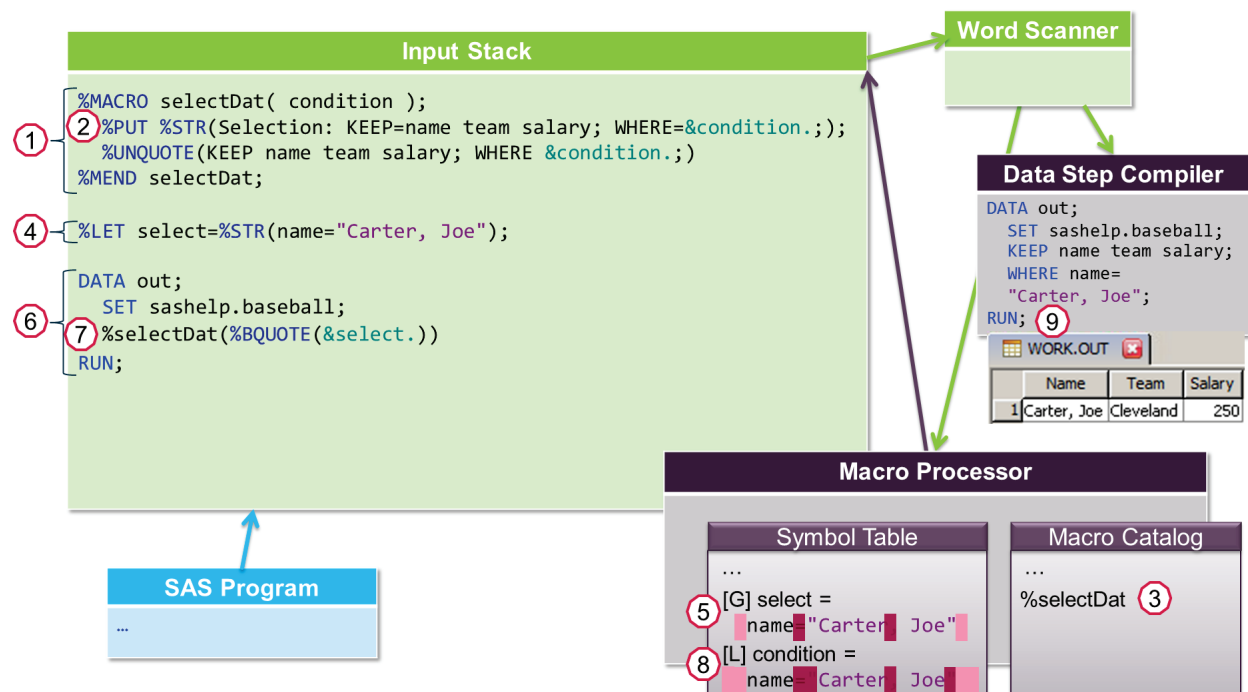 Input Stack
Word Scanner
%MACRO selectDat( condition );
1
2
%PUT %STR(Selection: KEEP=name team salary; WHERE=&condition.;);
%UNQUOTE(KEEP name team salary; WHERE &condition.;)
%MEND selectDat;
4
%LET select=%STR(name="Carter, Joe");
6
DATA out;
SET sashelp.baseball;
7
%selectDat(%BQUOTE(&select.))
RUN;
Data Step Compiler
DATA out;
SET sashelp.baseball;
KEEP name team salary;
WHERE name=
"Carter, Joe";
RUN;
9
WORK.OUT
Name Team Salary
1 Carter, Joe Cleveland 250
SAS Program
...
Macro Processor
Symbol Table
...
5
[G] select =
name="Carter, Joe"
8
[L] condition =
name="Carter, Joe"
Macro Catalog
...
%selectDat
3